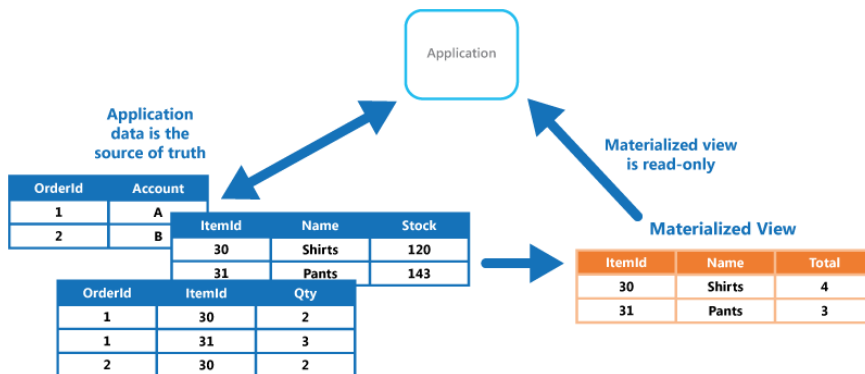 Application
Application
data is the
source of truth
Materialized view
is read-only
OrderId Account
1 A
2 B
ItemId Name Stock
30 Shirts 120
31 Pants 143
OrderId ItemId Qty
1 30 2
1 31 3
2 30 2
Materialized View
ItemId Name Total
30 Shirts 4
31 Pants 3